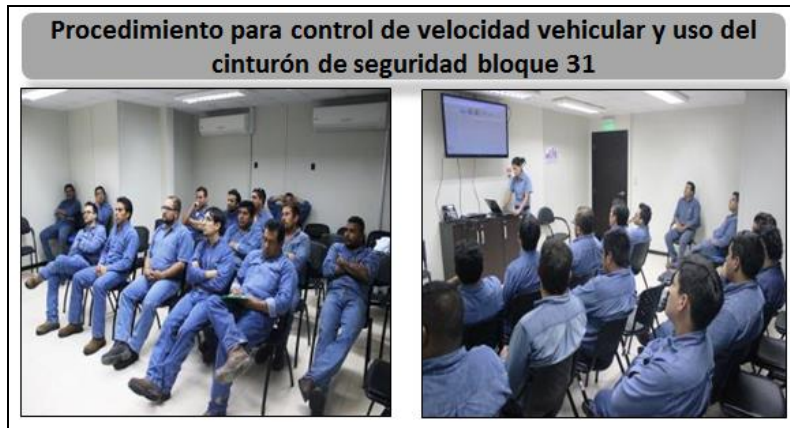 Procedimiento para control de velocidad vehicular y uso del
cinturón de seguridad bloque 31